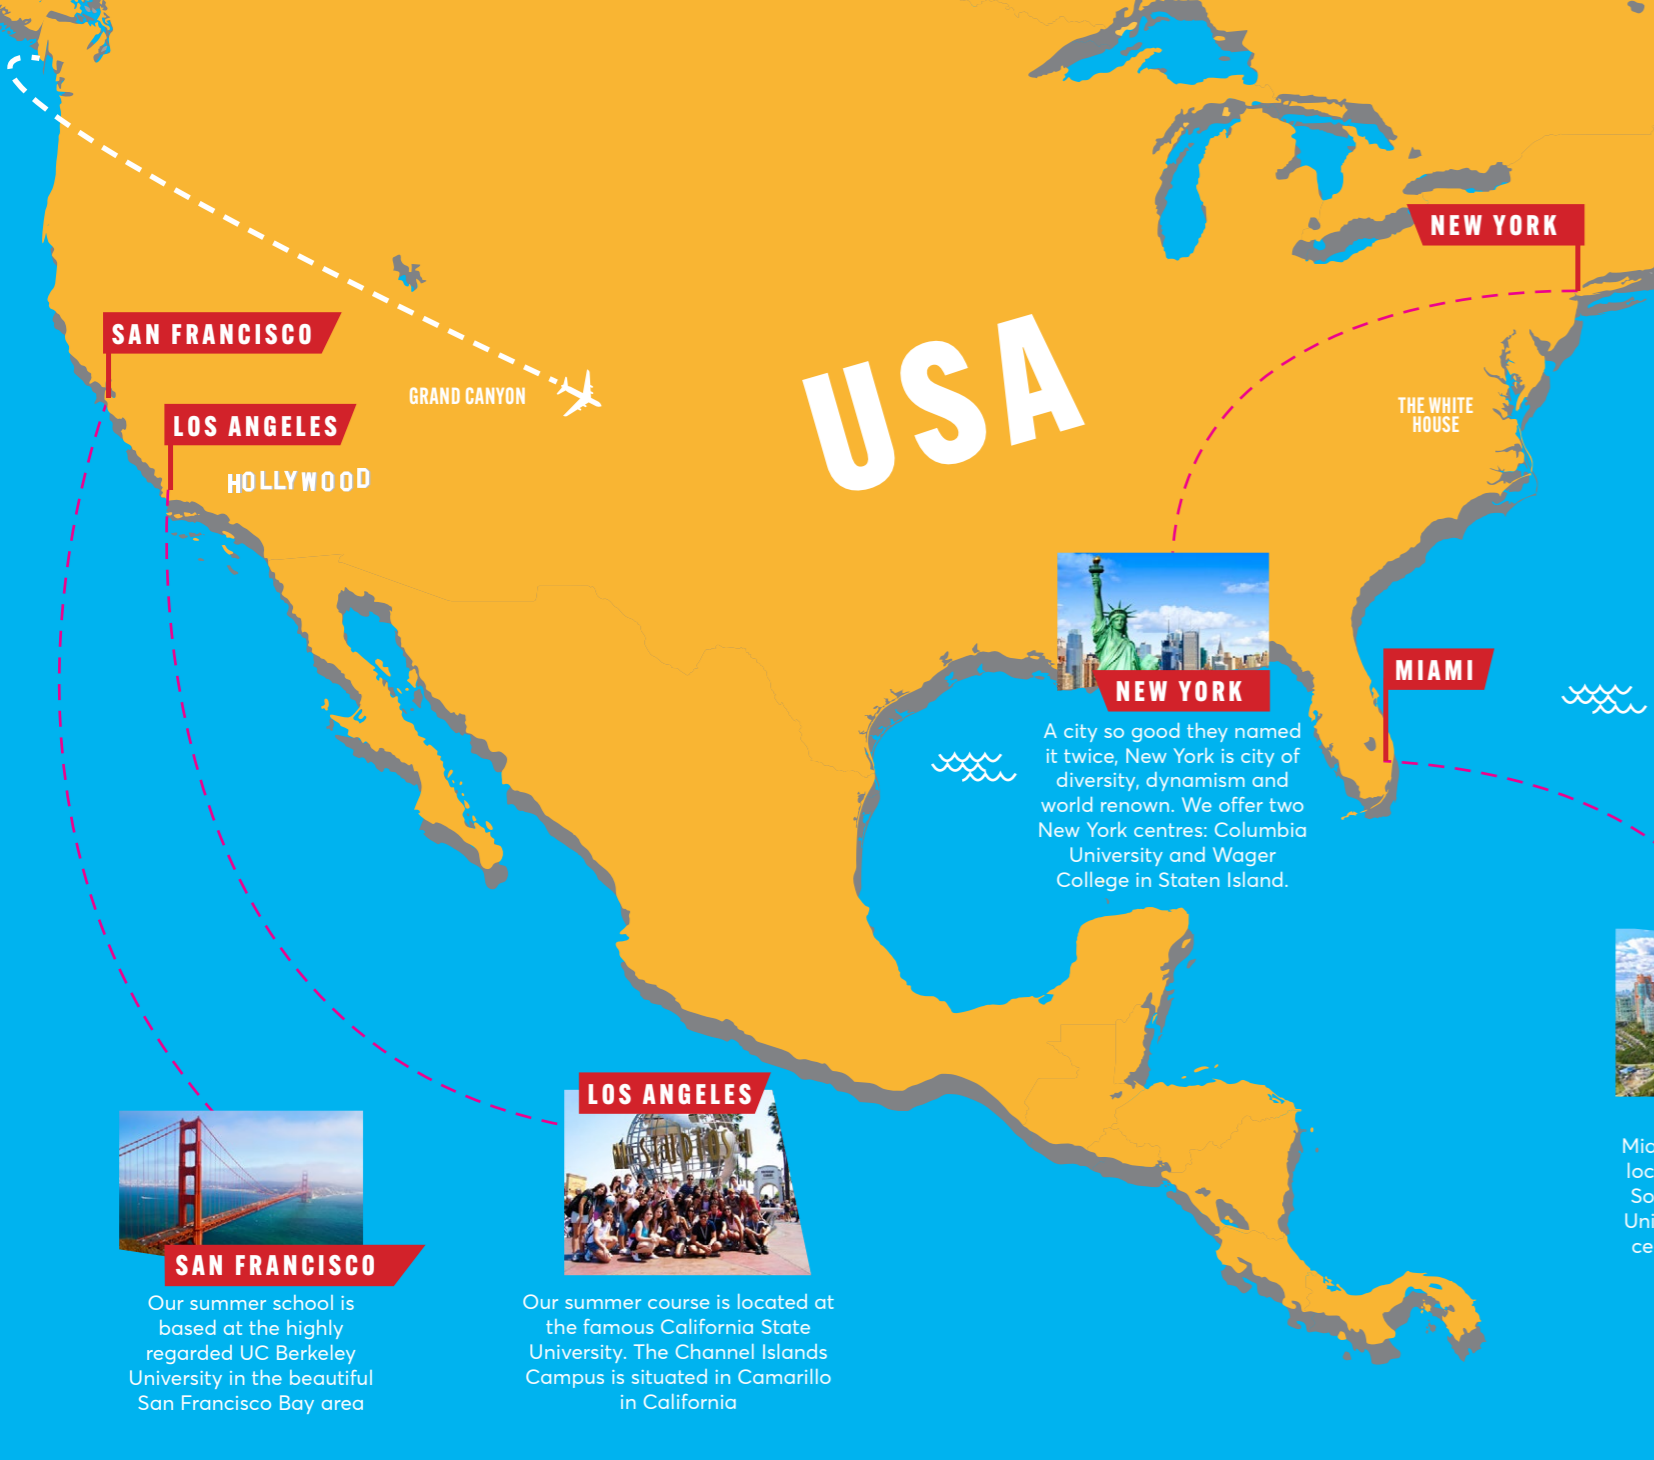 NEW YORK
SAN FRANCISCO
USA
GRAND CANYON
THE WHITE
HOUSE
LOS ANGELES
HOLLYWOOD
MIAMI
NEW YORK
A city so good they named
it twice, New York is city of
diversity, dynamism and
world renown. We offer two
New York centres: Columbia
University and Wager
College in Staten Island.
LOS ANGELES
Our summer course is located at
the famous California State
University. The Channel Islands
Campus is situated in Camarillo
in California
SAN FRANCISCO
Our summer school is
based at the highly
regarded UC Berkeley
University in the beautiful
San Francisco Bay area